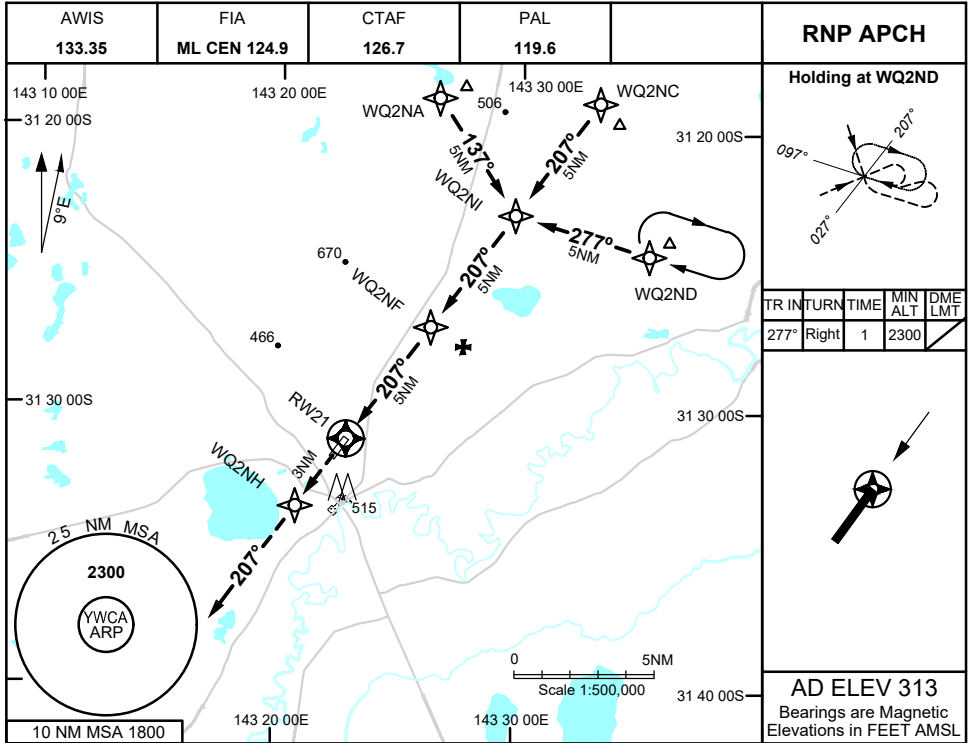 AWIS
133.35
FIA
ML CEN 124.9
CTAF
126.7
PAL
119.6
RNP APCH
143 10 00E
143 20 00E
143 30 00E
31 20 00S
31 20 00S
9°E
WQ2NA
506
WQ2NC
137°
5NM
207°
5NM
WQ2NI
277°
5NM
WQ2ND
207°
5NM
670
WQ2NF
466
207°
5NM
31 30 00S
31 30 00S
RW21
3NM
WQ2NH
515
207°
25 NM MSA
2300
YWCA
ARP
10 NM MSA 1800
0
5NM
Scale 1:500,000
31 40 00S
143 20 00E
143 30 00E
Holding at WQ2ND
207°
097°
027°
TR IN
TURN
TIME
MIN
ALT
DME
LMT
277°
Right
1
2300
AD ELEV 313
Bearings are Magnetic
Elevations in FEET AMSL